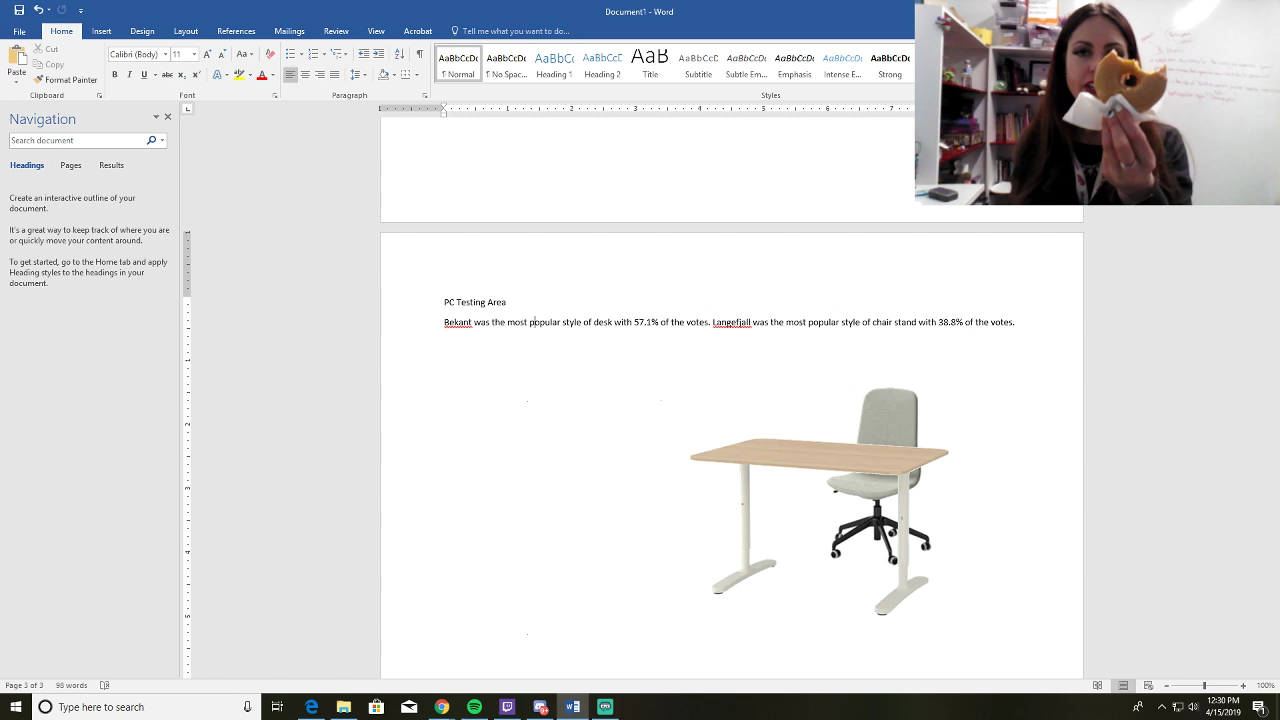 Document1 - Word
File Home Insert Design Layout References Mailings Review View Acrobat Tell me what you want to do...
Paste
Cut
Copy
Format Painter
Clipboard
Calibri (Body) 11
Font
Paragraph
AaBbCcDc AaBbCcDc AaBbCc AaBbCcC AaB AaBbCcC AaBbCcDc AaBbCcDc AaBbCcDc AaBbCcDc
¶ Normal ¶ No Spac... Heading 1 Heading 2 Title Subtitle Subtle Em... Emphasis Intense E... Strong
Styles
Navigation
Search document
Headings Pages Results
Create an interactive outline of your
document.
It's a great way to keep track of where you are
or quickly move your content around.
To get started, go to the Home tab and apply
Heading styles to the headings in your
document.
PC Testing Area
Bekant was the most popular style of desk with 57.1% of the votes. Langefjall was the most popular style of chair stand with 38.8% of the votes.
Page 3 of 3 98 words
100%
Type here to search
12:30 PM
4/15/2019